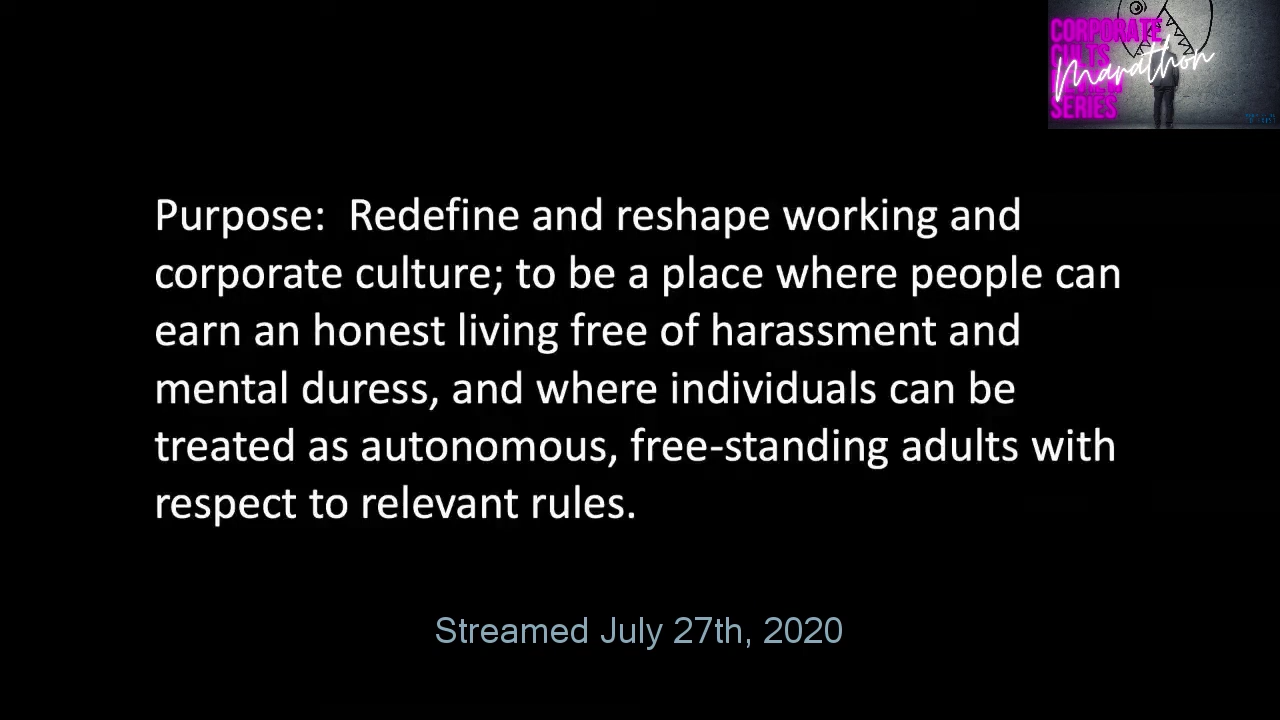 CORPORATE
CULTS
Marathon
SERIES
Purpose:  Redefine and reshape working and
corporate culture; to be a place where people can
earn an honest living free of harassment and
mental duress, and where individuals can be
treated as autonomous, free-standing adults with
respect to relevant rules.
Streamed July 27th, 2020